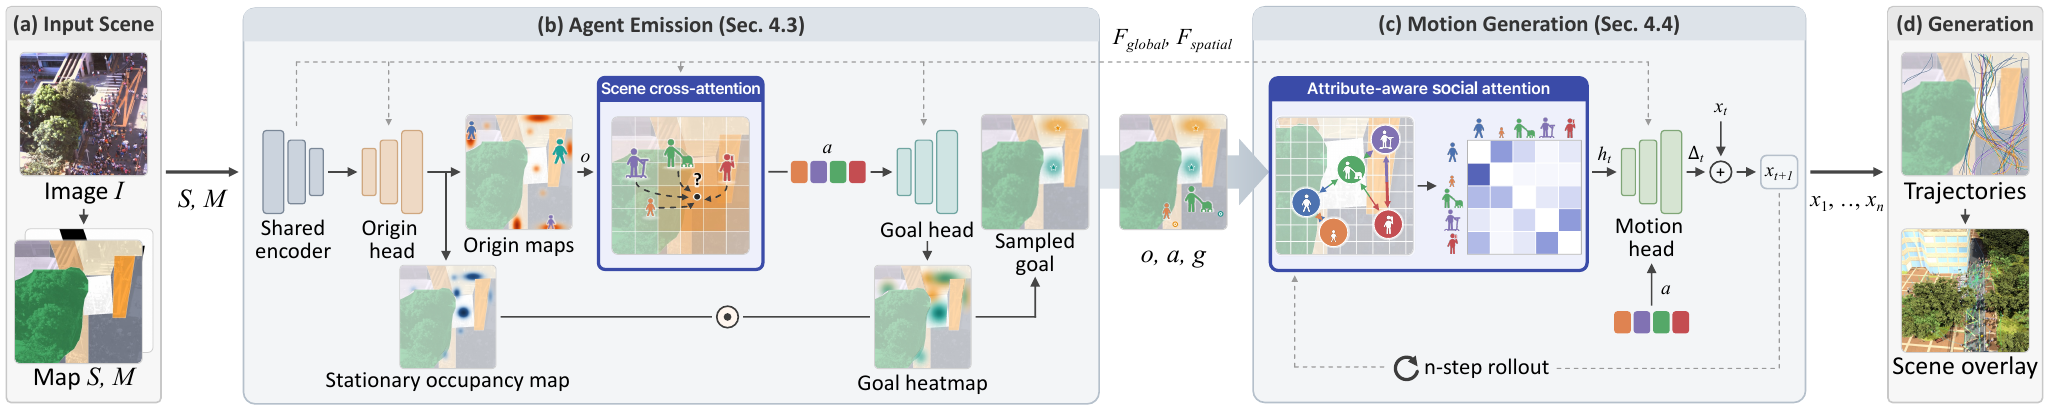 (a) Input Scene
Image I
Map S, M
S, M
(b) Agent Emission (Sec. 4.3)
Shared
encoder
Origin
head
Origin maps
o
Scene cross-attention
?
a
Goal head
Sampled
goal
Stationary occupancy map
Goal heatmap
F_global, F_spatial
o, a, g
(c) Motion Generation (Sec. 4.4)
Attribute-aware social attention
h_t
Motion
head
a
Δ_t
x_t
+
x_{t+1}
n-step rollout
x_1, .., x_n
(d) Generation
Trajectories
Scene overlay